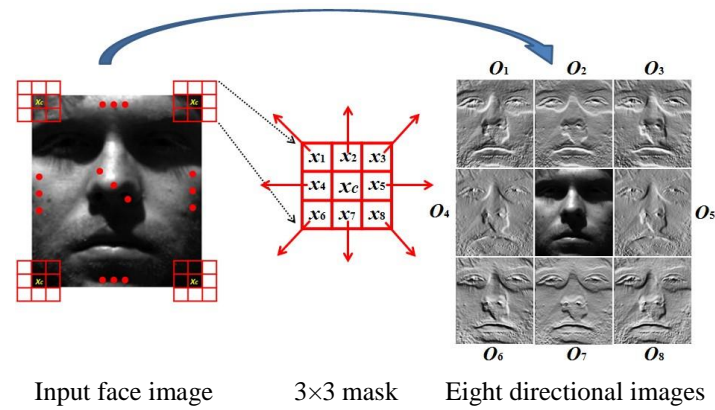 O1 O2 O3
xc xc
x1 x2 x3
x4 xc x5
O4 O5
x6 x7 x8
xc xc
O6 O7 O8
Input face image 3×3 mask Eight directional images